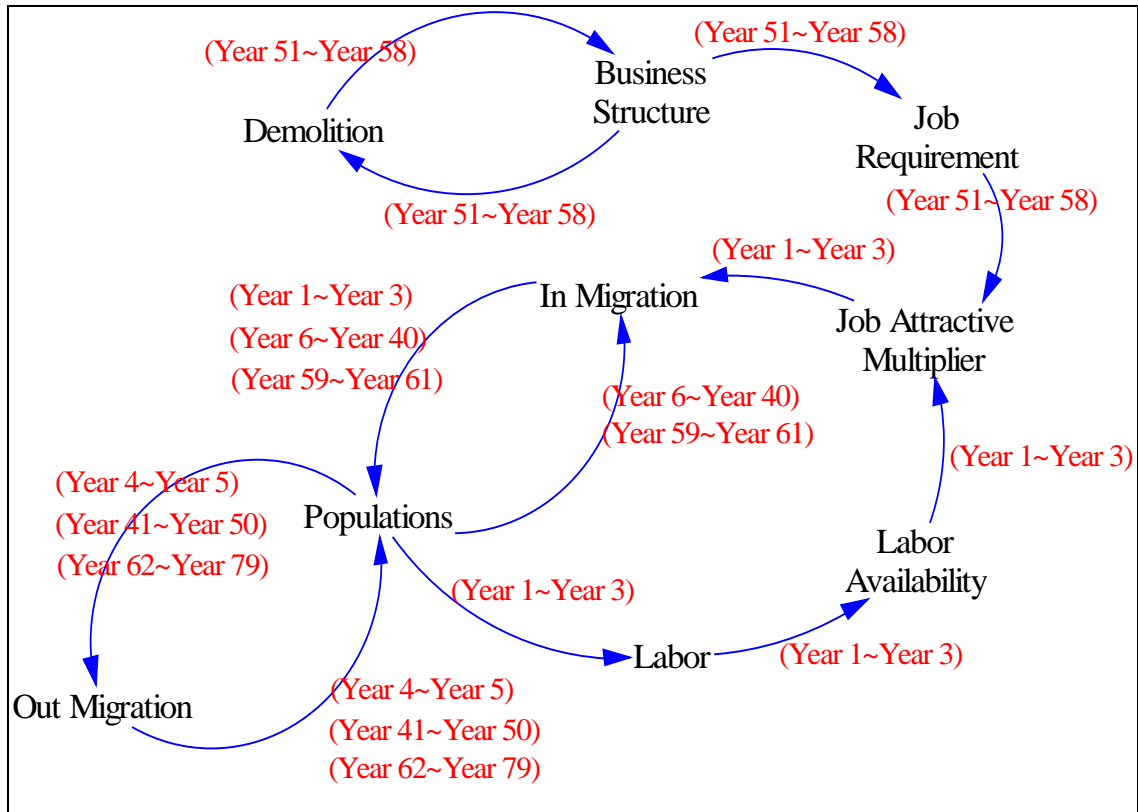 (Year 51~Year 58)
(Year 51~Year 58)
Business
Structure
Demolition
Job
Requirement
(Year 51~Year 58)
(Year 51~Year 58)
(Year 1~Year 3)
(Year 1~Year 3)
(Year 6~Year 40)
(Year 59~Year 61)
In Migration
Job Attractive
Multiplier
(Year 6~Year 40)
(Year 59~Year 61)
(Year 1~Year 3)
(Year 4~Year 5)
(Year 41~Year 50)
(Year 62~Year 79)
Populations
Labor
Availability
(Year 1~Year 3)
Labor
(Year 1~Year 3)
Out Migration
(Year 4~Year 5)
(Year 41~Year 50)
(Year 62~Year 79)